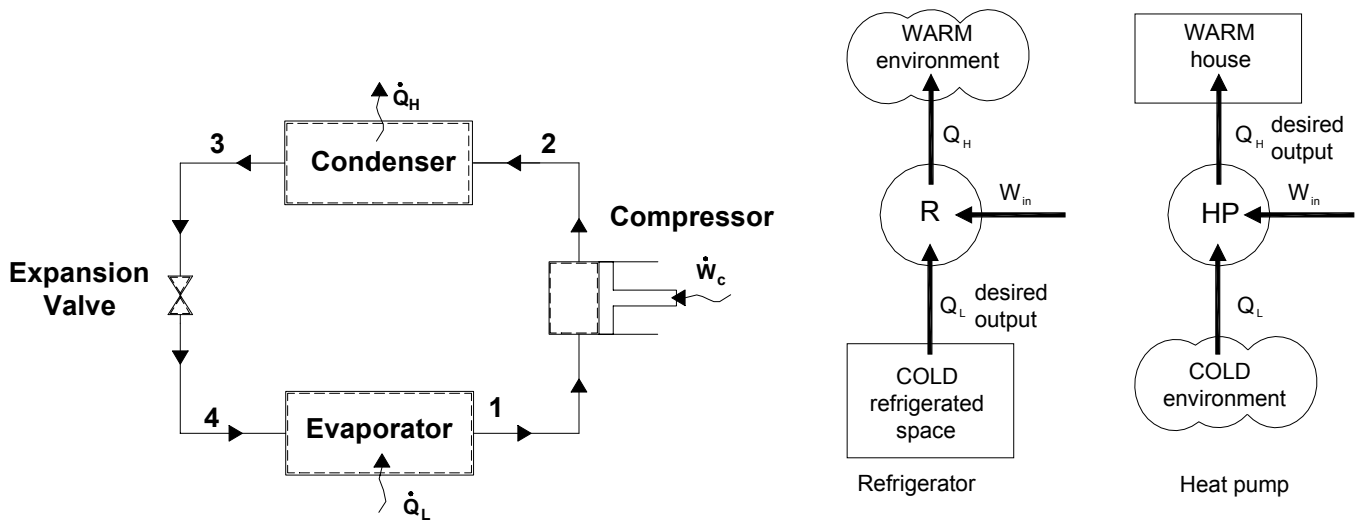 Q̇H
3
Condenser
2
Compressor
Expansion
Valve
Ẇc
4
Evaporator
1
Q̇L
WARM
environment
QH
R
Win
QL
desired
output
COLD
refrigerated
space
Refrigerator
WARM
house
QH
desired
output
HP
Win
QL
COLD
environment
Heat pump